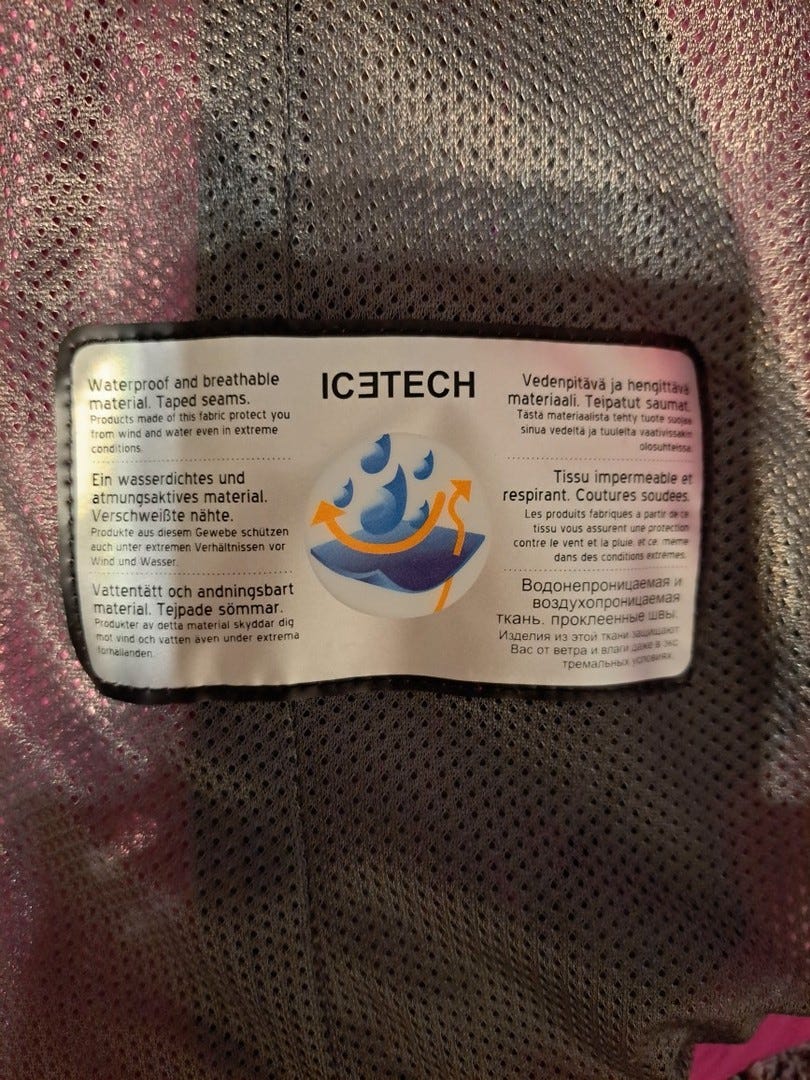 ICƎTECH
Waterproof and breathable
material. Taped seams.
Products made of this fabric protect you
from wind and water even in extreme
conditions.
Ein wasserdichtes und
atmungsaktives material.
Verschweißte nähte.
Produkte aus diesem Gewebe schützen
auch unter extremen Verhältnissen vor
Wind und Wasser.
Vattentätt och andningsbart
material. Tejpade sömmar.
Produkter av detta material skyddar dig
mot vind och vatten även under extrema
förhållanden.
Vedenpitävä ja hengittävä
materiaali. Teipatut saumat.
Tästä materiaalista tehty tuote suojaa
sinua vedeltä ja tuulelta vaativissakin
olosuhteissa.
Tissu impermeable et
respirant. Coutures soudees.
Les produits fabriques a partir de ce
tissu vous assurent une protection
contre le vent et la pluie, et ce, meme
dans des conditions extremes.
Водонепроницаемая и
воздухопроницаемая
ткань. проклеенные швы.
Изделия из этой ткани защищают
Вас от ветра и влаги даже в экс
тремальных условиях.